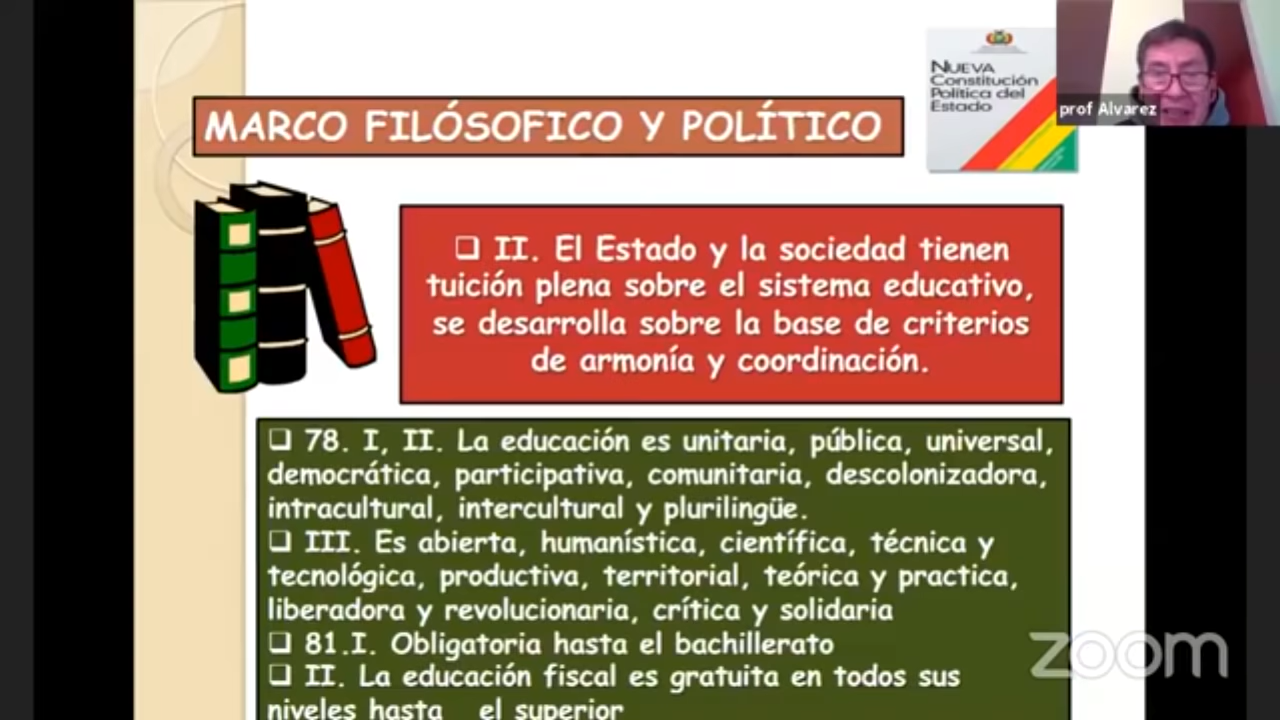 MARCO FILÓSOFICO Y POLÍTICO
NUEVA
Constitución
Política del
Estado
prof Alvarez
❑ II. El Estado y la sociedad tienen
tuición plena sobre el sistema educativo,
se desarrolla sobre la base de criterios
de armonía y coordinación.
❑ 78. I, II. La educación es unitaria, pública, universal,
democrática, participativa, comunitaria, descolonizadora,
intracultural, intercultural y plurilingüe.
❑ III. Es abierta, humanística, científica, técnica y
tecnológica, productiva, territorial, teórica y practica,
liberadora y revolucionaria, crítica y solidaria
❑ 81.I. Obligatoria hasta el bachillerato
❑ II. La educación fiscal es gratuita en todos sus
niveles hasta el superior
zoom